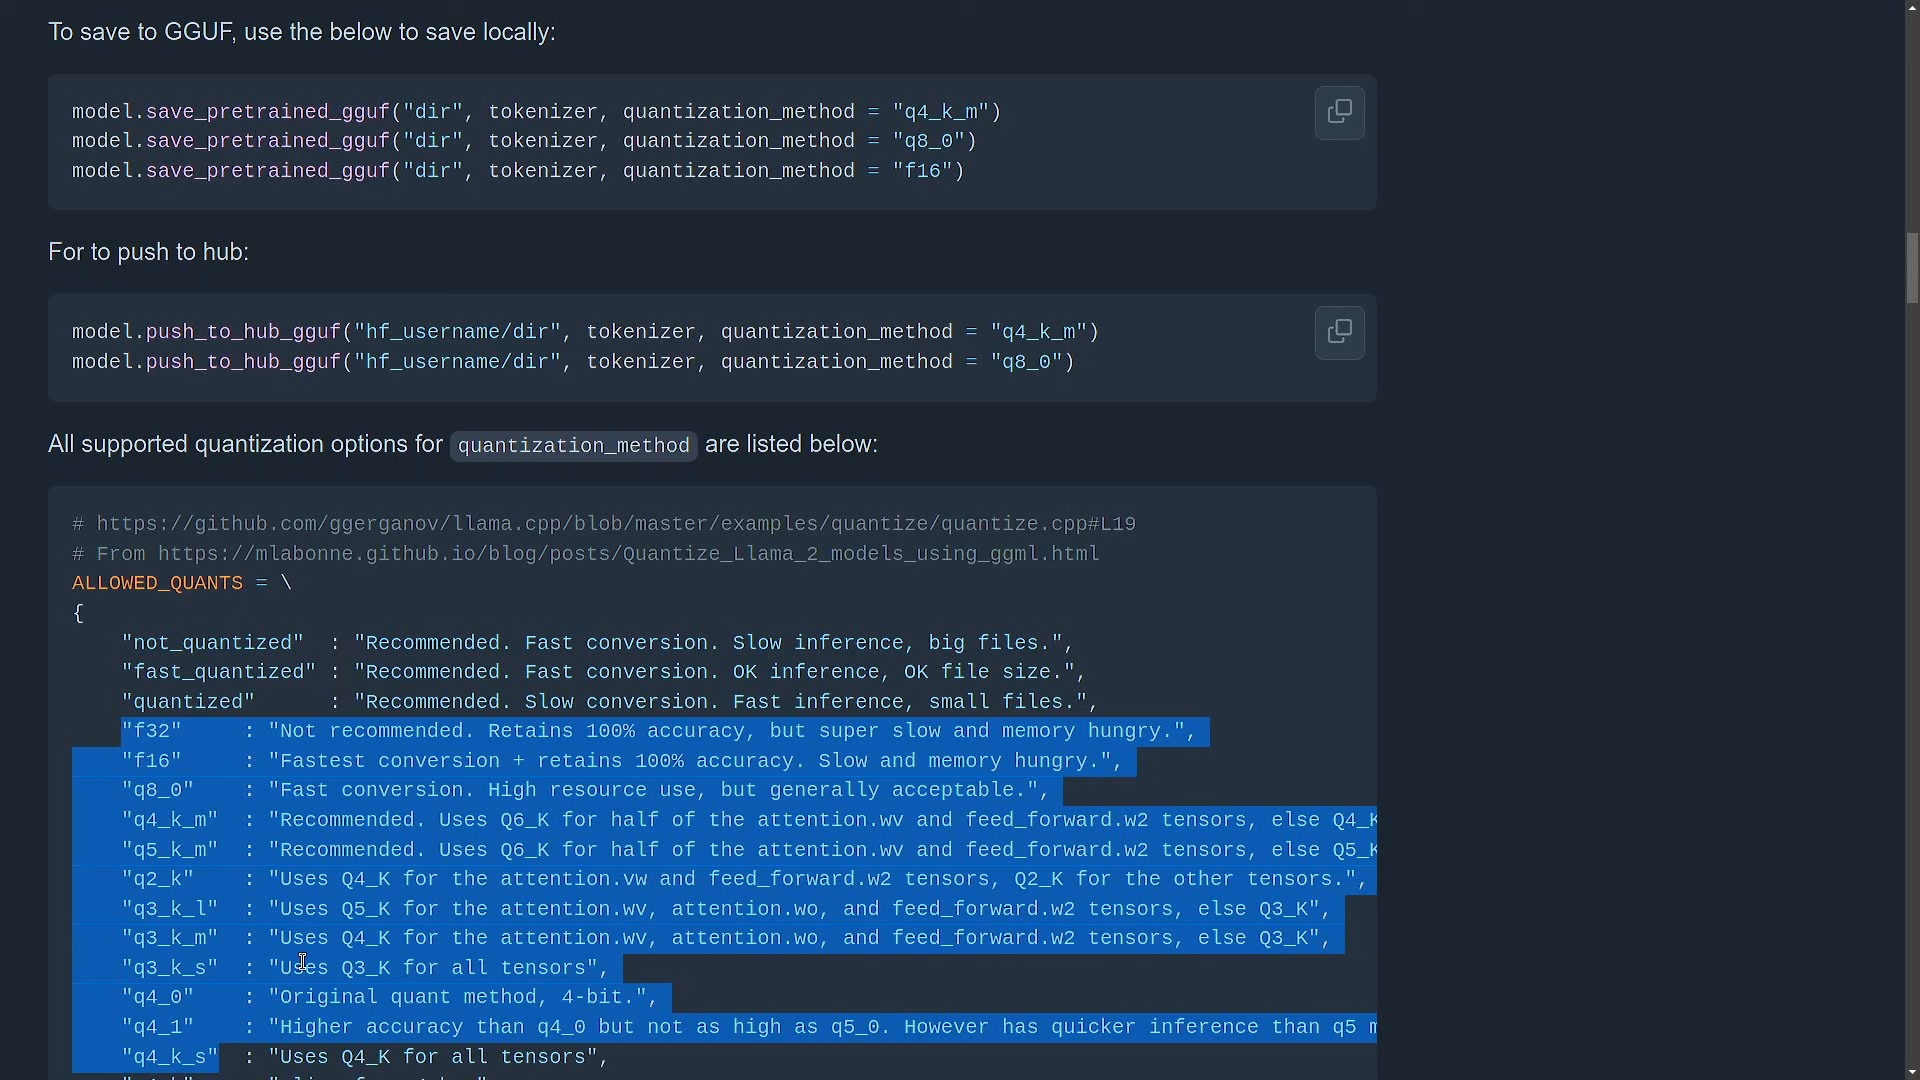 To save to GGUF, use the below to save locally:
model.save_pretrained_gguf("dir", tokenizer, quantization_method = "q4_k_m")
model.save_pretrained_gguf("dir", tokenizer, quantization_method = "q8_0")
model.save_pretrained_gguf("dir", tokenizer, quantization_method = "f16")
For to push to hub:
model.push_to_hub_gguf("hf_username/dir", tokenizer, quantization_method = "q4_k_m")
model.push_to_hub_gguf("hf_username/dir", tokenizer, quantization_method = "q8_0")
All supported quantization options for quantization_method are listed below:
# https://github.com/ggerganov/llama.cpp/blob/master/examples/quantize/quantize.cpp#L19
# From https://mlabonne.github.io/blog/posts/Quantize_Llama_2_models_using_ggml.html
ALLOWED_QUANTS = \
{
"not_quantized" : "Recommended. Fast conversion. Slow inference, big files.",
"fast_quantized" : "Recommended. Fast conversion. OK inference, OK file size.",
"quantized" : "Recommended. Slow conversion. Fast inference, small files.",
"f32" : "Not recommended. Retains 100% accuracy, but super slow and memory hungry.",
"f16" : "Fastest conversion + retains 100% accuracy. Slow and memory hungry.",
"q8_0" : "Fast conversion. High resource use, but generally acceptable.",
"q4_k_m" : "Recommended. Uses Q6_K for half of the attention.wv and feed_forward.w2 tensors, else Q4_K
"q5_k_m" : "Recommended. Uses Q6_K for half of the attention.wv and feed_forward.w2 tensors, else Q5_K
"q2_k" : "Uses Q4_K for the attention.vw and feed_forward.w2 tensors, Q2_K for the other tensors.",
"q3_k_l" : "Uses Q5_K for the attention.wv, attention.wo, and feed_forward.w2 tensors, else Q3_K",
"q3_k_m" : "Uses Q4_K for the attention.wv, attention.wo, and feed_forward.w2 tensors, else Q3_K",
"q3_k_s" : "Uses Q3_K for all tensors",
"q4_0" : "Original quant method, 4-bit.",
"q4_1" : "Higher accuracy than q4_0 but not as high as q5_0. However has quicker inference than q5
"q4_k_s" : "Uses Q4_K for all tensors",